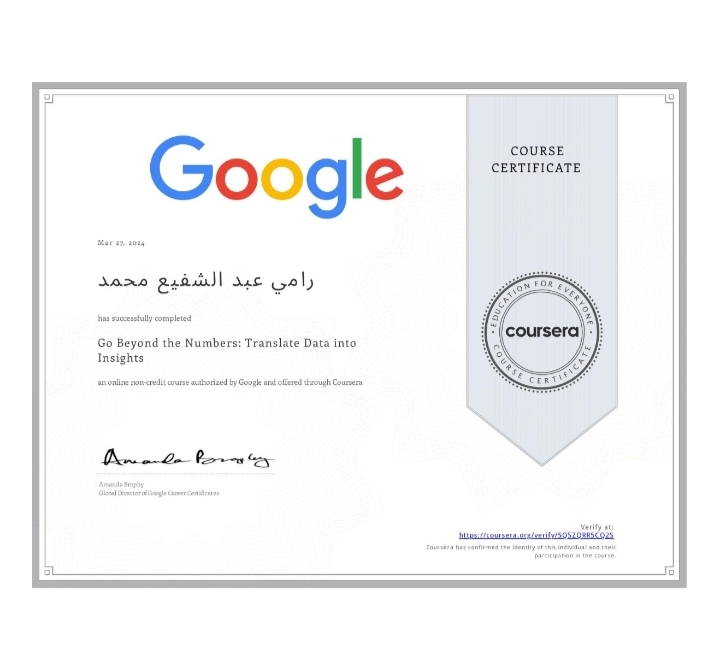 Google
COURSE
CERTIFICATE
Mar 27, 2024
رامي عبد الشفيع محمد
has successfully completed
Go Beyond the Numbers: Translate Data into
Insights
an online non-credit course authorized by Google and offered through Coursera
EDUCATION FOR EVERYONE
coursera
COURSE CERTIFICATE
Amanda Brophy
Amanda Brophy
Global Director of Google Career Certificates
Verify at:
https://coursera.org/verify/5QSZQRR5CQ2S
Coursera has confirmed the identity of this individual and their
participation in the course.